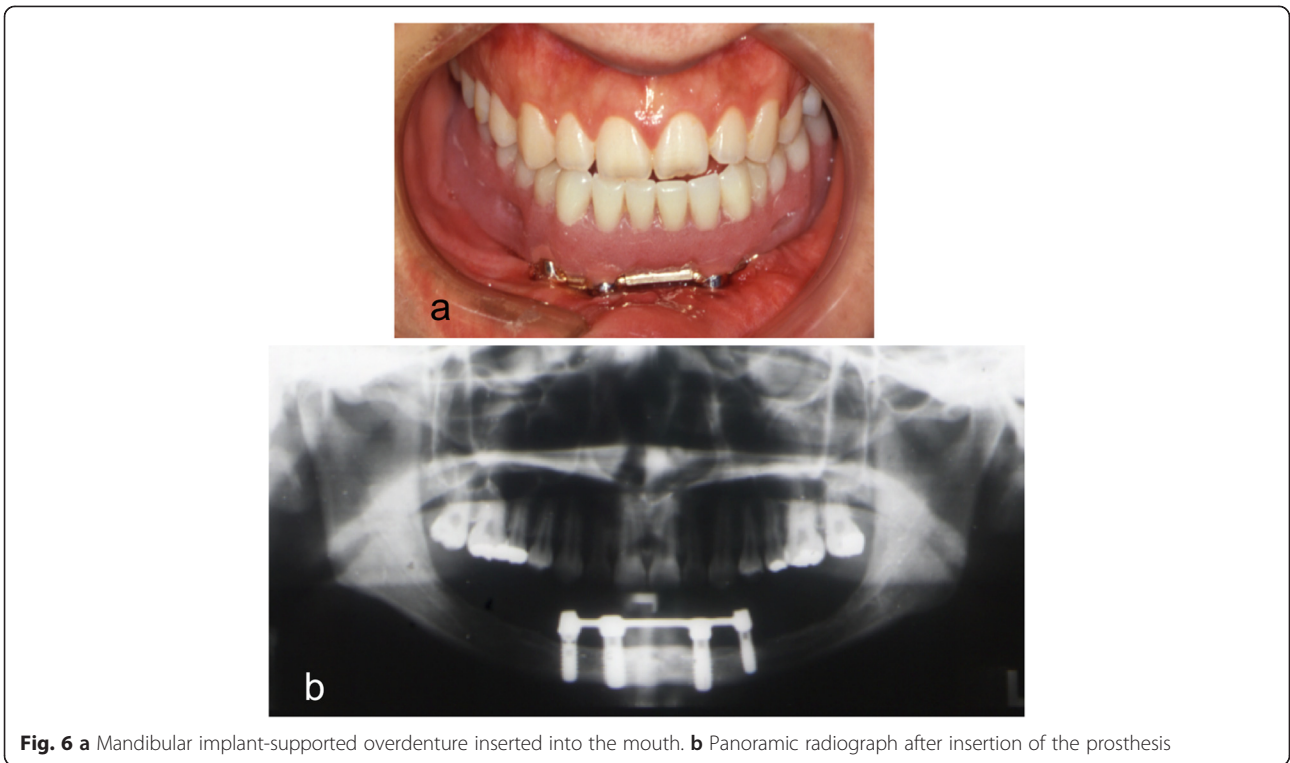 a
b
L
Fig. 6 a Mandibular implant-supported overdenture inserted into the mouth. b Panoramic radiograph after insertion of the prosthesis